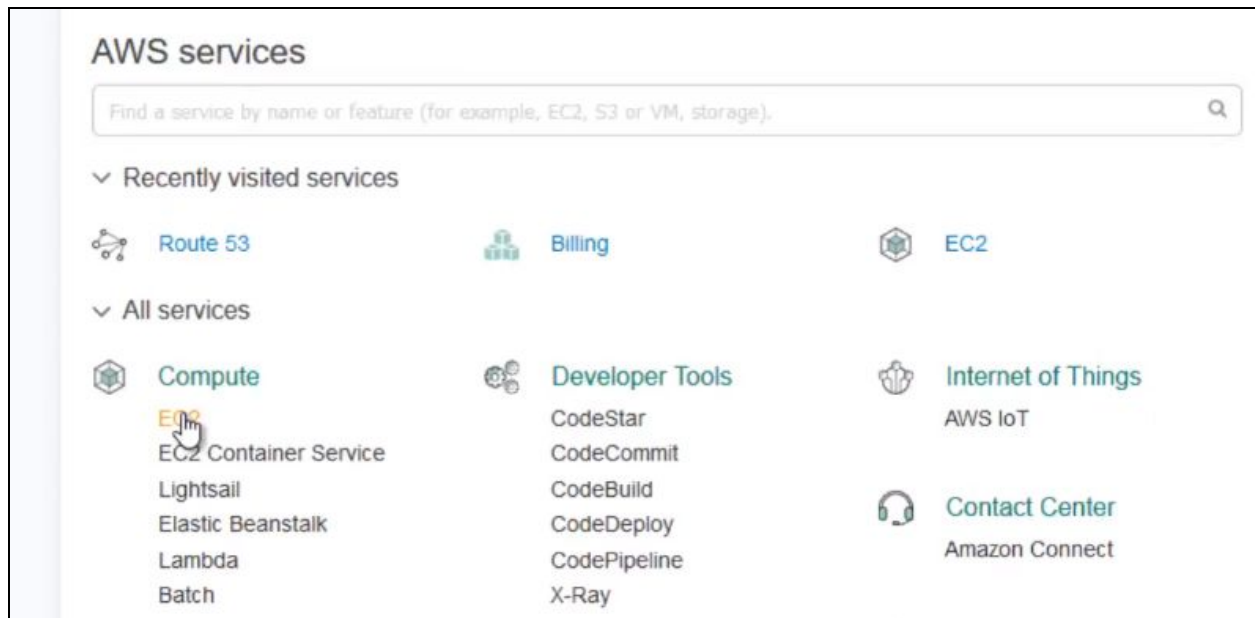 AWS services
Find a service by name or feature (for example, EC2, S3 or VM, storage).
Recently visited services
Route 53
Billing
EC2
All services
Compute
EC2
EC2 Container Service
Lightsail
Elastic Beanstalk
Lambda
Batch
Developer Tools
CodeStar
CodeCommit
CodeBuild
CodeDeploy
CodePipeline
X-Ray
Internet of Things
AWS IoT
Contact Center
Amazon Connect